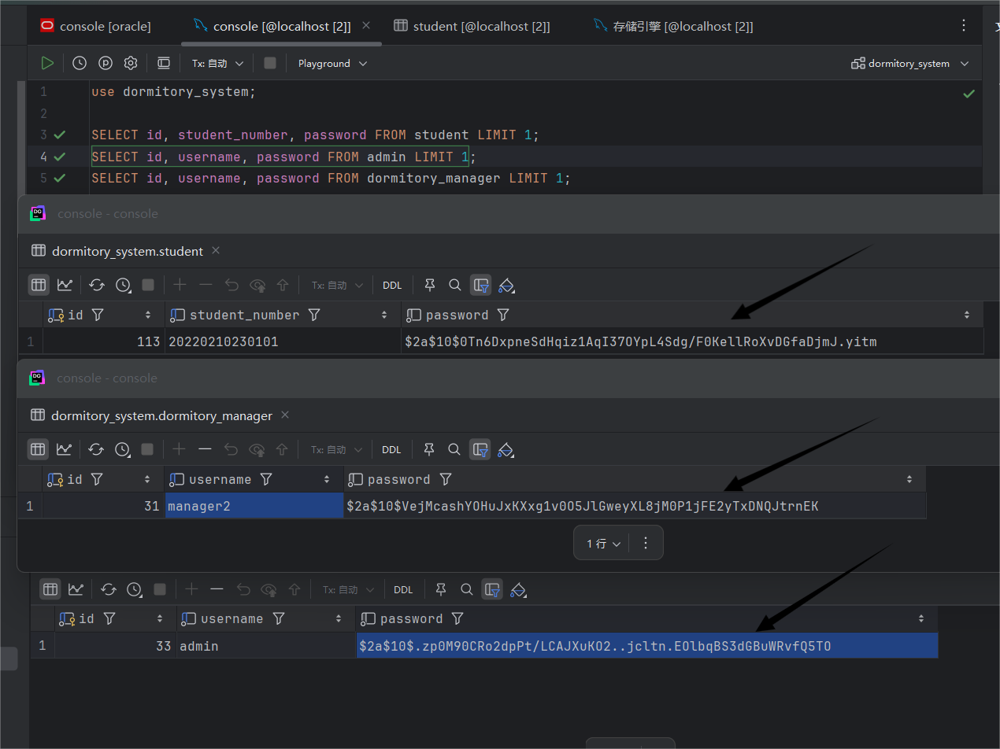 console [oracle] console [@localhost [2]] student [@localhost [2]] 存储引擎 [@localhost [2]]
Tx: 自动 Playground dormitory_system
1 use dormitory_system;
2
3 SELECT id, student_number, password FROM student LIMIT 1;
4 SELECT id, username, password FROM admin LIMIT 1;
5 SELECT id, username, password FROM dormitory_manager LIMIT 1;
DG console - console
dormitory_system.student
Tx: 自动 DDL
id student_number password
1 113 20220210230101 $2a$10$0Tn6DxpneSdHqiz1AqI37OYpL4Sdg/F0KellRoXvDGfaDjmJ.yitm
DG console - console
dormitory_system.dormitory_manager
Tx: 自动 DDL
id username password
1 31 manager2 $2a$10$VejMcashYOHuJxKXxg1v0O5JlGweyXL8jM0P1jFE2yTxDNQJtrnEK
1 行
Tx: 自动 DDL
id username password
1 33 admin $2a$10$.zp0M90CRo2dpPt/LCAJXuKO2..jcltn.EOlbqBS3dGBuWRvfQ5TO